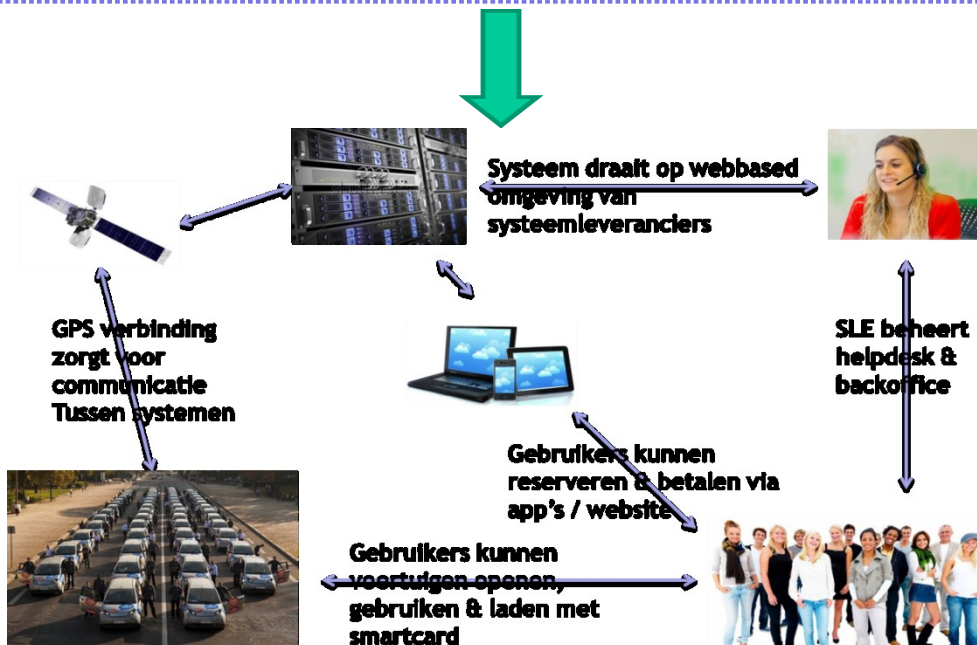 Systeem draait op webbased
omgeving van
systeemleveranciers
GPS verbinding
zorgt voor
communicatie
Tussen systemen
SLE beheert
helpdesk &
backoffice
Gebruikers kunnen
reserveren & betalen via
app's / website
Gebruikers kunnen
voertuigen openen,
gebruiken & laden met
smartcard